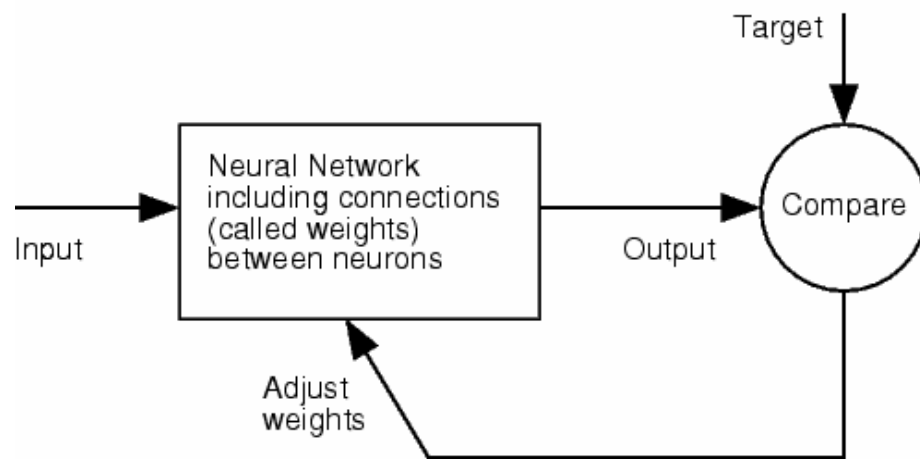 Target
Neural Network
including connections
(called weights)
between neurons
Compare
Input
Output
Adjust
weights